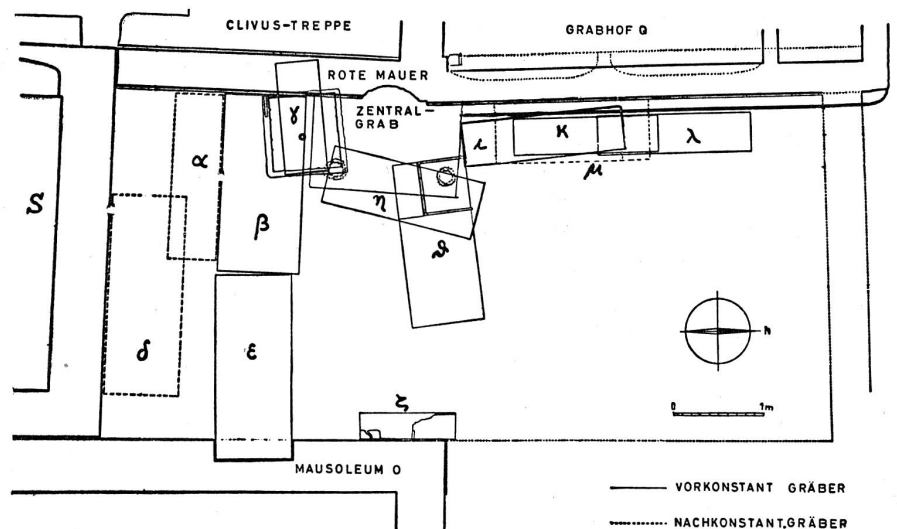 CLIVUS-TREPPE
GRABHOF Q
ROTE MAUER
ZENTRAL-
GRAB
γ
ι
κ
λ
α
μ
S
η
β
ϑ
δ
ε
N
ζ
0 1m
MAUSOLEUM O
VORKONSTANT GRÄBER
NACHKONSTANT.GRÄBER